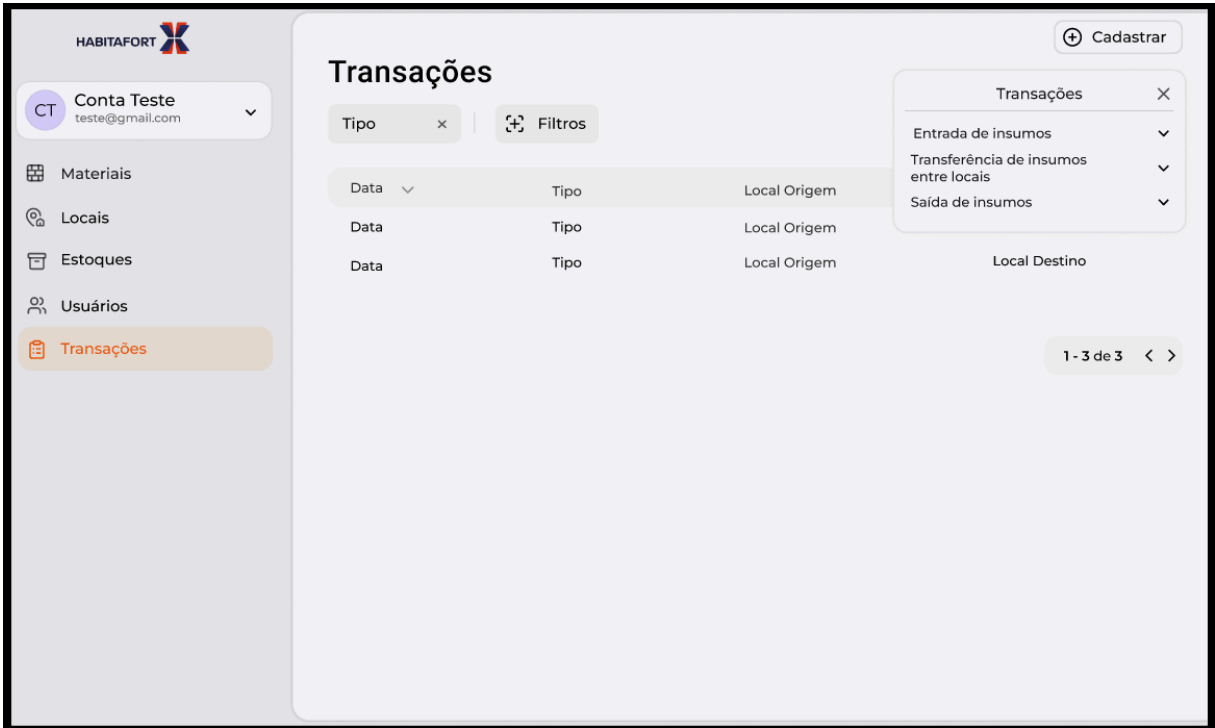 HABITAFORT
Cadastrar
Transações
Transações
CT
Conta Teste
teste@gmail.com
Tipo
Filtros
Entrada de insumos
Transferência de insumos
entre locais
Saída de insumos
Materiais
Locais
Estoques
Usuários
Transações
Data Tipo Local Origem
Data Tipo Local Origem
Data Tipo Local Origem Local Destino
1 - 3 de 3